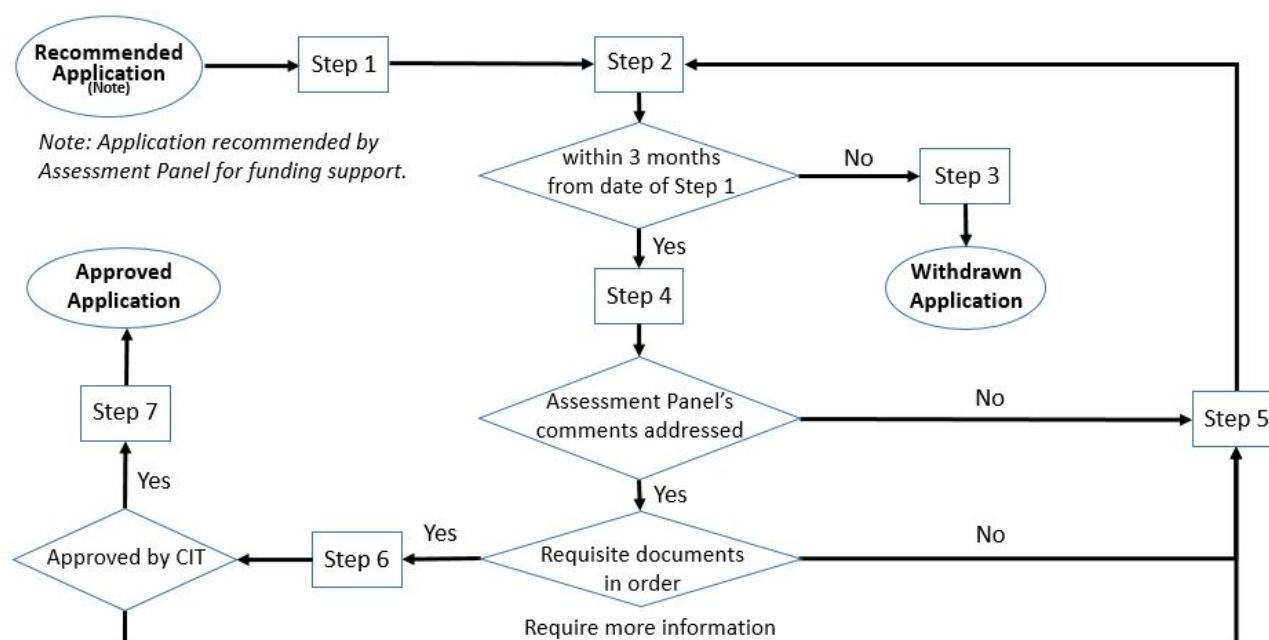 Recommended
Application
(Note)
Step 1
Step 2
Note: Application recommended by
Assessment Panel for funding support.
within 3 months
from date of Step 1
No
Step 3
Yes
Withdrawn
Application
Approved
Application
Step 4
Step 7
Assessment Panel's
comments addressed
No
Step 5
Yes
Yes
Approved by CIT
Step 6
Yes
Requisite documents
in order
No
Require more information